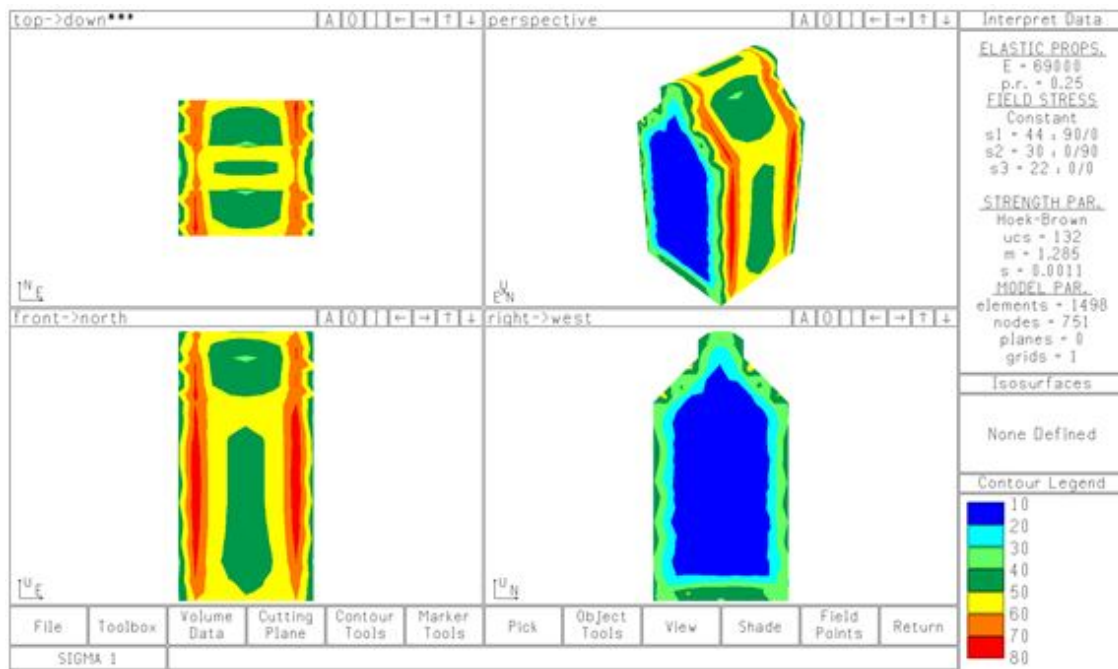 top->down***
|A|O| |←|→|↑|↓
perspective
|A|O| |←|→|↑|↓
Interpret Data
ELASTIC PROPS.
E = 69000
p.r. = 0.25
FIELD STRESS
Constant
s1 = 44 : 90/0
s2 = 30 : 0/90
s3 = 22 : 0/0
STRENGTH PAR.
Hoek-Brown
ucs = 132
m = 1.285
s = 0.0011
MODEL PAR.
elements = 1498
nodes = 751
planes = 0
grids = 1
N
E
U
E N
front->north
|A|O| |←|→|↑|↓
right->west
|A|O| |←|→|↑|↓
Isosurfaces
None Defined
Contour Legend
10
20
30
40
50
60
70
80
U
E
U
N
File
Toolbox
Volume
Data
Cutting
Plane
Contour
Tools
Marker
Tools
Pick
Object
Tools
View
Shade
Field
Points
Return
SIGMA 1